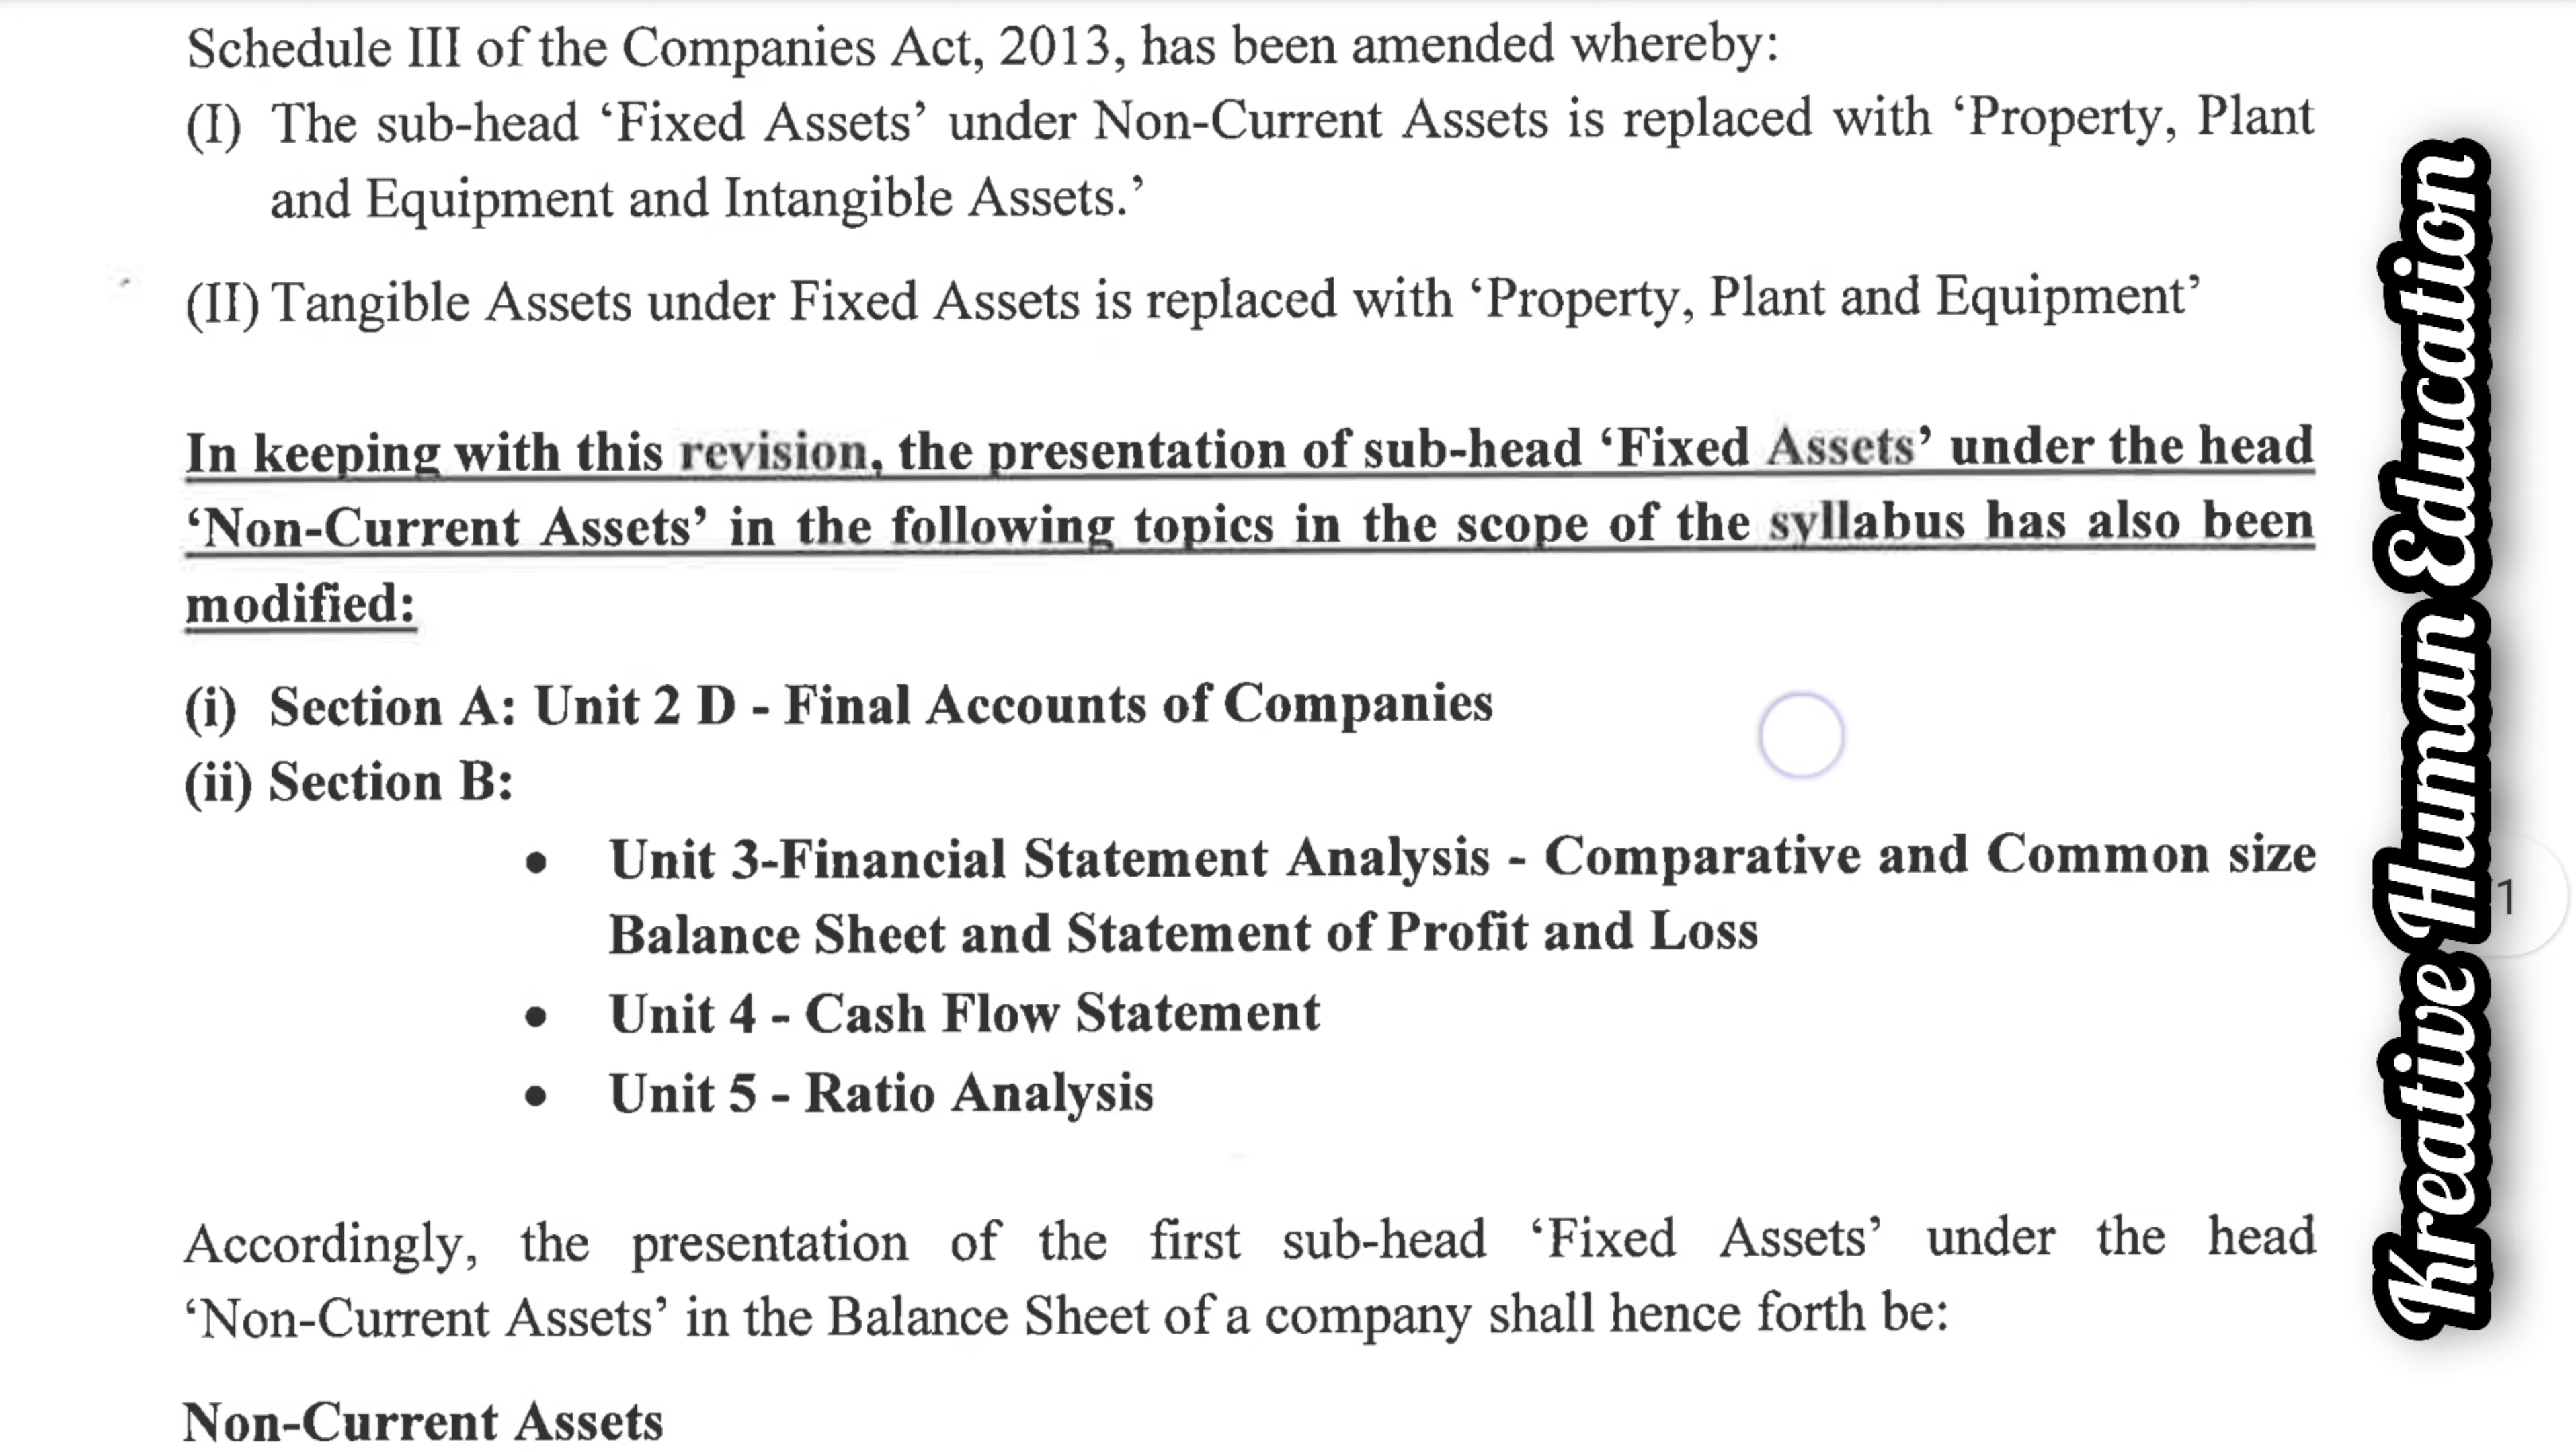 Schedule III of the Companies Act, 2013, has been amended whereby:
(I) The sub-head ‘Fixed Assets’ under Non-Current Assets is replaced with ‘Property, Plant
and Equipment and Intangible Assets.’
(II) Tangible Assets under Fixed Assets is replaced with ‘Property, Plant and Equipment’
In keeping with this revision, the presentation of sub-head ‘Fixed Assets’ under the head
‘Non-Current Assets’ in the following topics in the scope of the syllabus has also been
modified:
(i) Section A: Unit 2 D - Final Accounts of Companies
(ii) Section B:
• Unit 3-Financial Statement Analysis - Comparative and Common size
Balance Sheet and Statement of Profit and Loss
• Unit 4 - Cash Flow Statement
• Unit 5 - Ratio Analysis
Accordingly, the presentation of the first sub-head ‘Fixed Assets’ under the head
‘Non-Current Assets’ in the Balance Sheet of a company shall hence forth be:
Non-Current Assets
Kreative Human Education
1